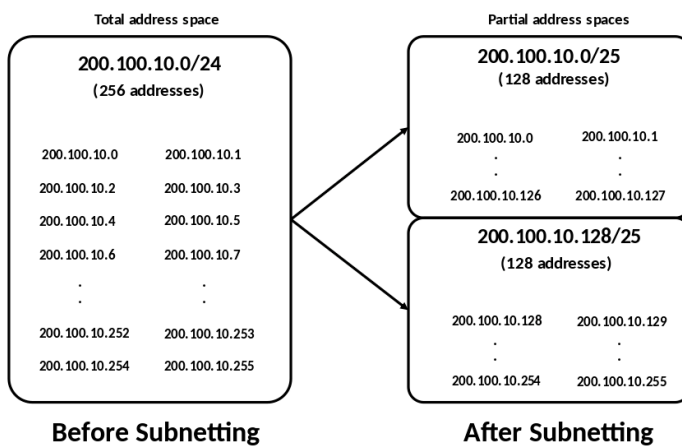 Total address space
200.100.10.0/24
(256 addresses)
200.100.10.0 200.100.10.1
200.100.10.2 200.100.10.3
200.100.10.4 200.100.10.5
200.100.10.6 200.100.10.7
. .
. .
200.100.10.252 200.100.10.253
200.100.10.254 200.100.10.255
Before Subnetting
Partial address spaces
200.100.10.0/25
(128 addresses)
200.100.10.0 200.100.10.1
. .
. .
200.100.10.126 200.100.10.127
200.100.10.128/25
(128 addresses)
200.100.10.128 200.100.10.129
. .
. .
200.100.10.254 200.100.10.255
After Subnetting